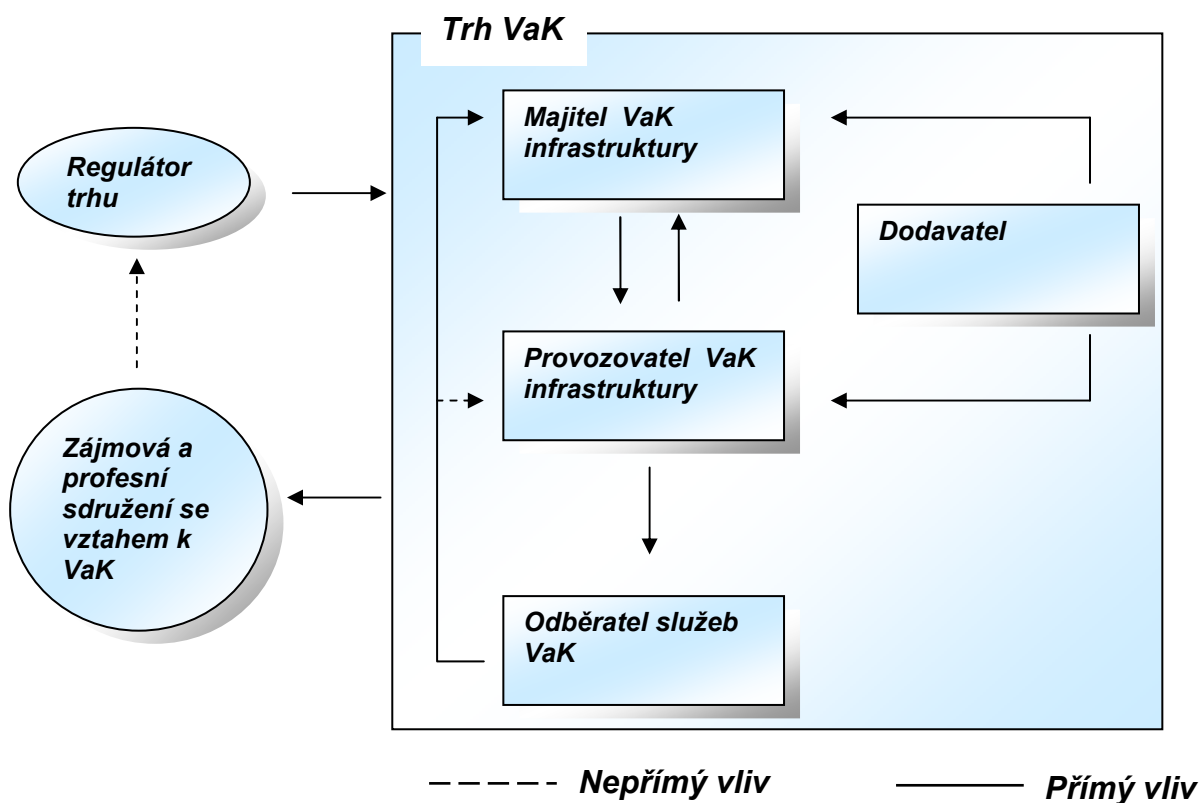 Trh VaK
Majitel VaK
infrastruktury
Regulátor
trhu
Dodavatel
Provozovatel VaK
infrastruktury
Zájmová a
profesní
sdružení se
vztahem k
VaK
Odběratel služeb
VaK
Nepřímý vliv
Přímý vliv